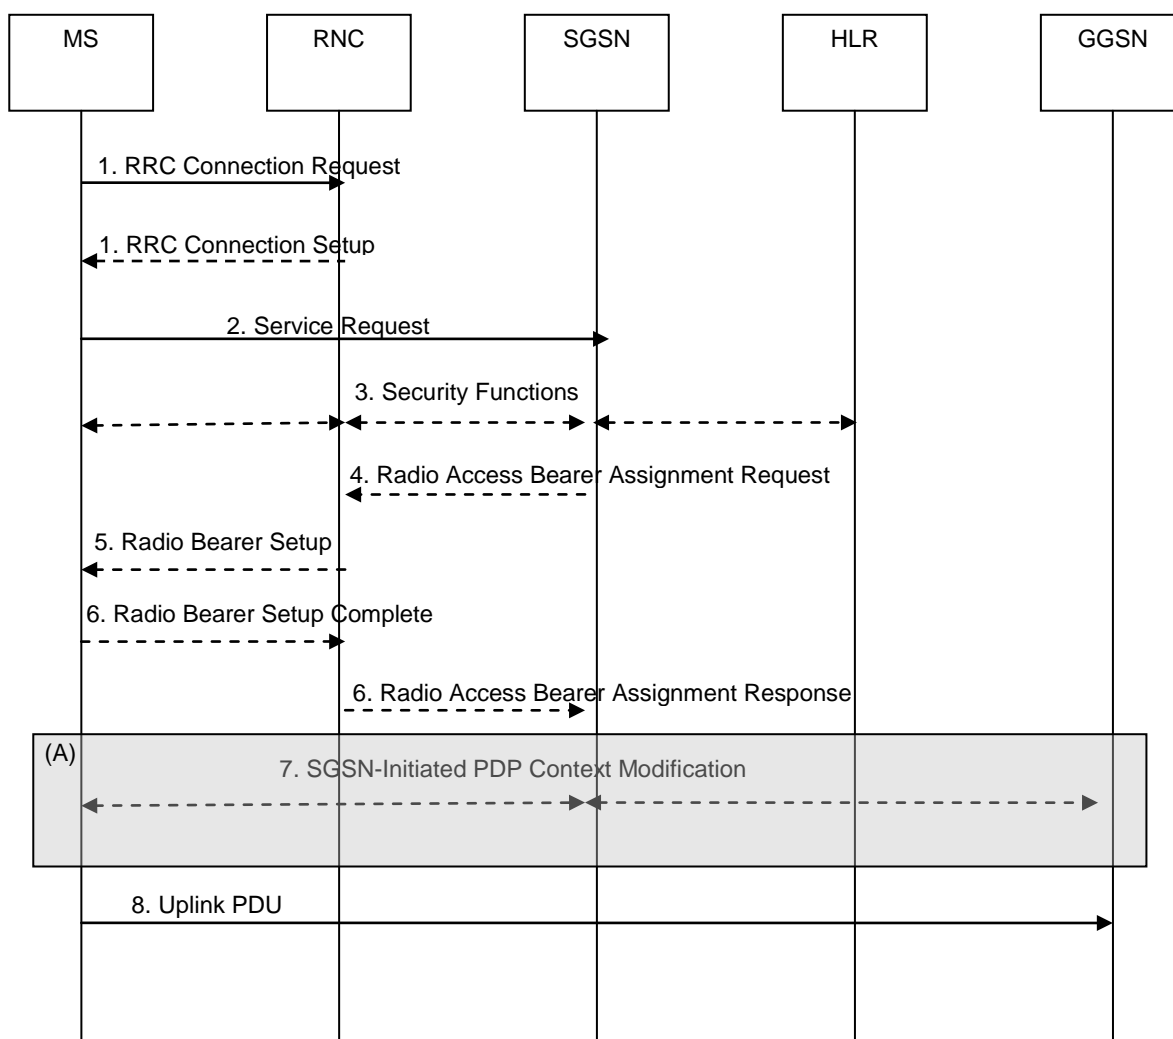 MS
RNC
SGSN
HLR
GGSN
1. RRC Connection Request
1. RRC Connection Setup
2. Service Request
3. Security Functions
4. Radio Access Bearer Assignment Request
5. Radio Bearer Setup
6. Radio Bearer Setup Complete
6. Radio Access Bearer Assignment Response
(A)
7. SGSN-Initiated PDP Context Modification
8. Uplink PDU